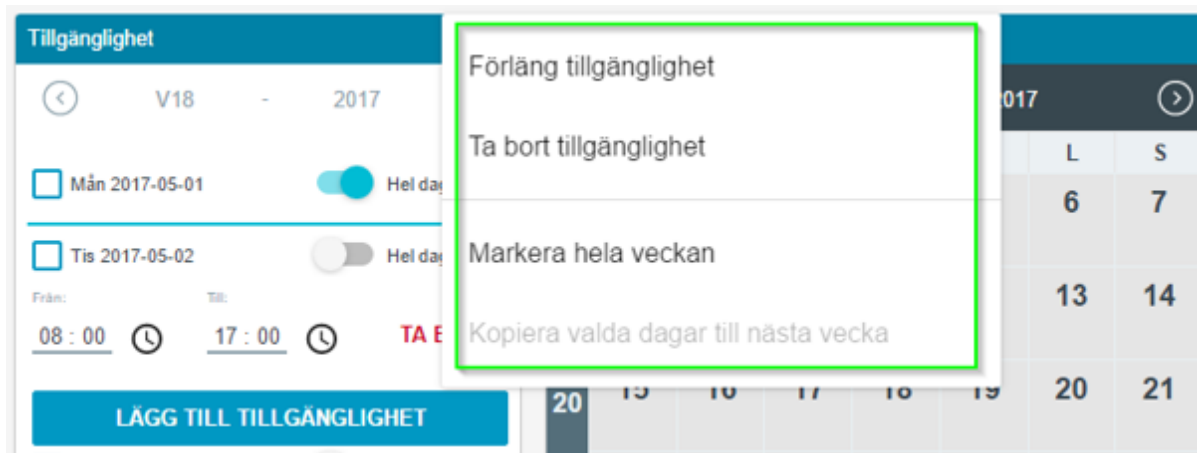 Tillgänglighet
V18 - 2017
Mån 2017-05-01 Hel
Tis 2017-05-02 Hel
Från: Till:
08 : 00 17 : 00 TA
LÄGG TILL TILLGÄNGLIGHET
Förläng tillgänglighet
Ta bort tillgänglighet
Markera hela veckan
Kopiera valda dagar till nästa vecka
2017
L S
6 7
13 14
20 15 16 17 18 19 20 21